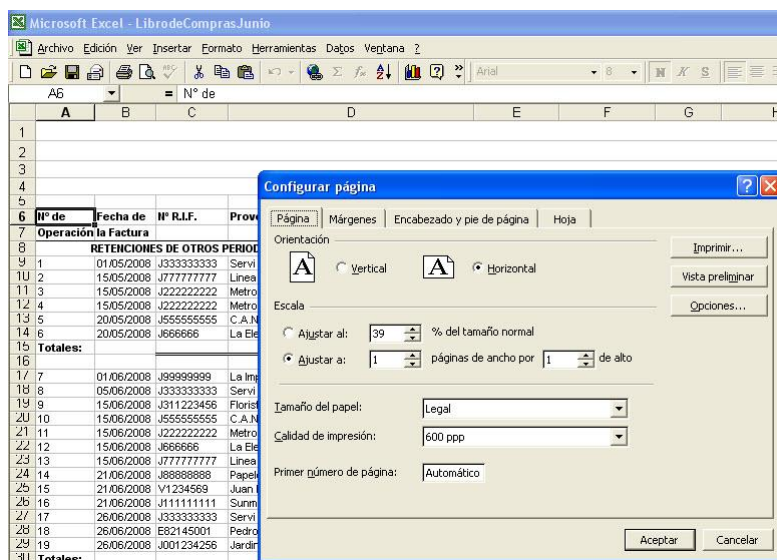 Microsoft Excel - LibrodeComprasJunio
Archivo Edición Ver Insertar Formato Herramientas Datos Ventana ?
Arial 8 N K S
A6 = N° de
A B C D E F G H
1
2
3
4
5
6 N° de Fecha de N° R.I.F. Prove
7 Operación la Factura
8 RETENCIONES DE OTROS PERIOD
9 1 01/05/2008 J333333333 Servi
10 2 15/05/2008 J777777777 Linea
11 3 15/05/2008 J222222222 Metro
12 4 15/05/2008 J222222222 Metro
13 5 20/05/2008 J555555555 C.A.N
14 6 20/05/2008 J666666 La Ele
15 Totales:
16
17 7 01/06/2008 J99999999 La Imp
18 8 05/06/2008 J333333333 Servi
19 9 15/06/2008 J311223456 Florist
20 10 15/06/2008 J555555555 C.A.N
21 11 15/06/2008 J222222222 Metro
22 12 15/06/2008 J666666 La Ele
23 13 15/06/2008 J777777777 Linea
24 14 21/06/2008 J88888888 Papele
25 15 21/06/2008 V1234569 Juan
26 16 21/06/2008 J111111111 Sunm
27 17 26/06/2008 J333333333 Servi
28 18 26/06/2008 E82145001 Pedro
29 19 26/06/2008 J001234256 Jardin
30 Totales:
Configurar página
Página Márgenes Encabezado y pie de página Hoja
Orientación
A Vertical A Horizontal
Escala
Ajustar al: 39 % del tamaño normal
Ajustar a: 1 páginas de ancho por 1 de alto
Tamaño del papel: Legal
Calidad de impresión: 600 ppp
Primer número de página: Automático
Imprimir...
Vista preliminar
Opciones...
Aceptar Cancelar